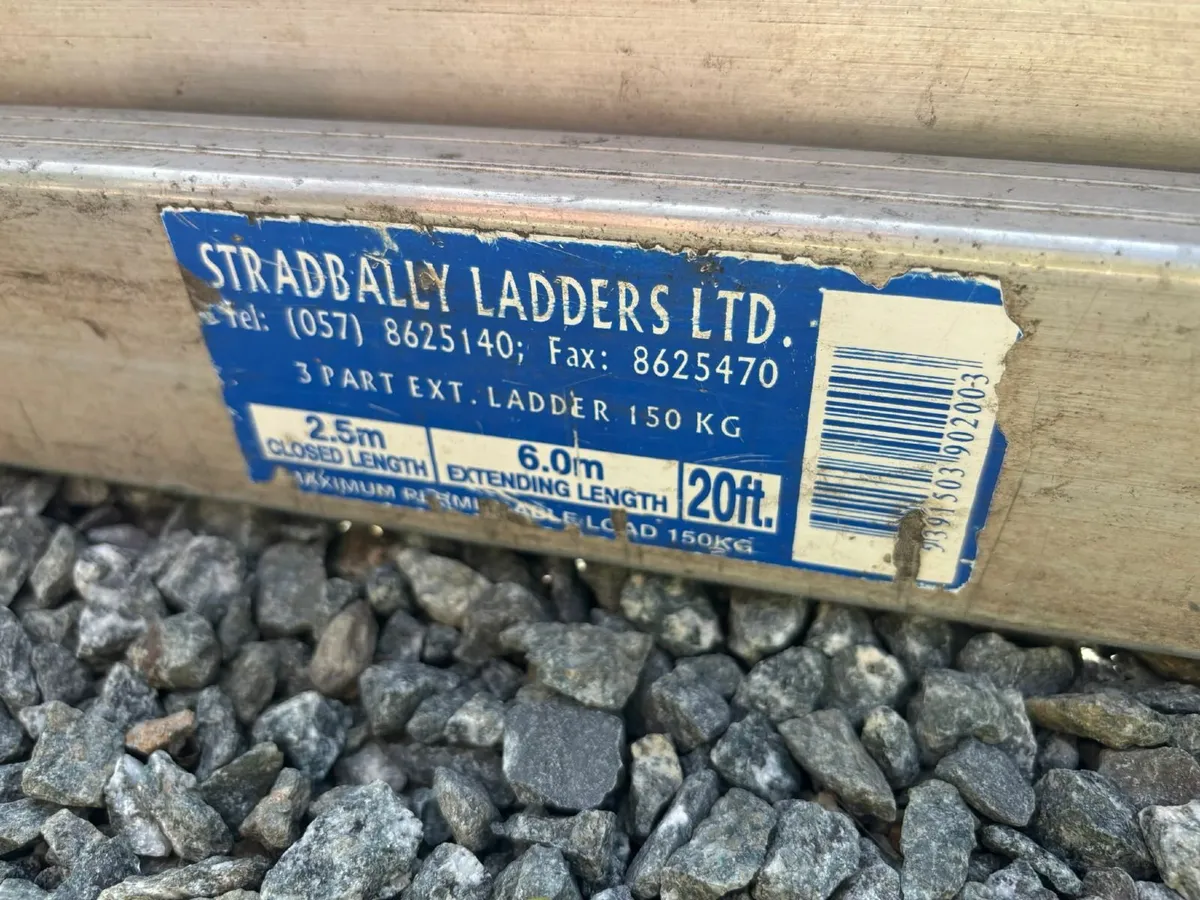 STRADBALLY LADDERS LTD.
Tel: (057) 8625140; Fax: 8625470
3 PART EXT. LADDER 150 KG
2.5m
CLOSED LENGTH
6.0m
EXTENDING LENGTH
20ft.
MAXIMUM PERMITTABLE LOAD 150KG
9391503902003